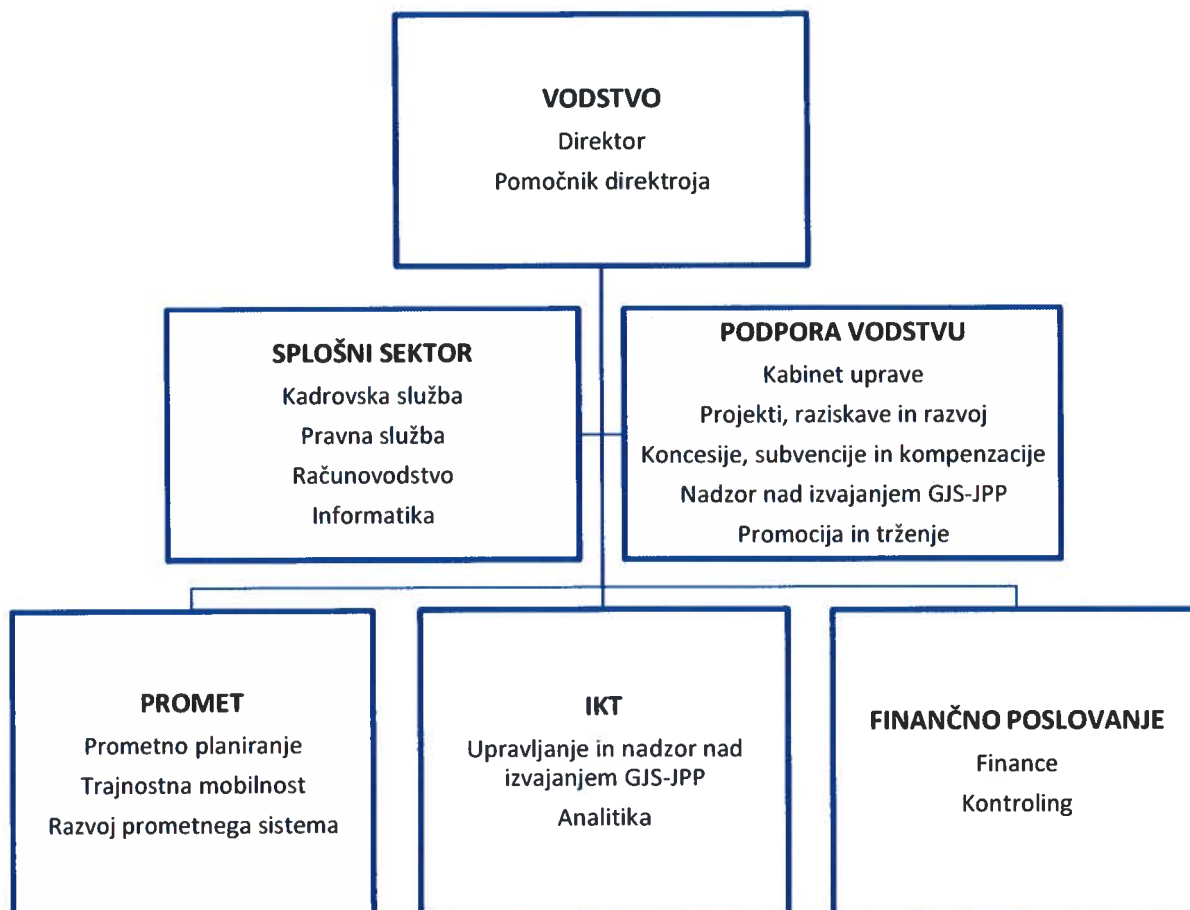 VODSTVO
Direktor
Pomočnik direktroja
SPLOŠNI SEKTOR
Kadrovska služba
Pravna služba
Računovodstvo
Informatika
PODPORA VODSTVU
Kabinet uprave
Projekti, raziskave in razvoj
Koncesije, subvencije in kompenzacije
Nadzor nad izvajanjem GJS-JPP
Promocija in trženje
PROMET
Prometno planiranje
Trajnostna mobilnost
Razvoj prometnega sistema
IKT
Upravljanje in nadzor nad
izvajanjem GJS-JPP
Analitika
FINANČNO POSLOVANJE
Finance
Kontroling